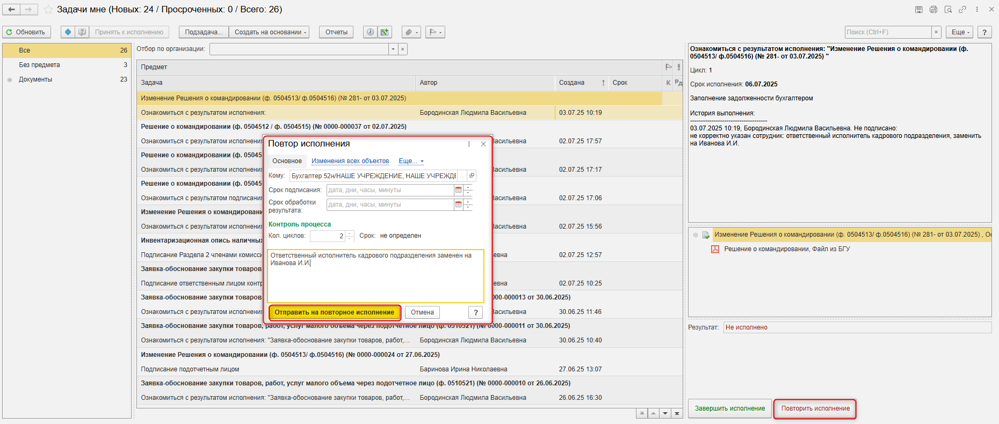 Задачи мне (Новых: 24 / Просроченных: 0 / Всего: 26)
Обновить
Принять к исполнению
Подзадача...
Создать на основании
Отчеты
Поиск (Ctrl+F)
×
Еще
?
Все 26
Без предмета 3
Документы 23
Отбор по организации:
Предмет
Задача Автор Создана ↑ Срок К Рд
Изменение Решения о командировании (ф. 0504513/ ф.0504516) (№ 281- от 03.07.2025)
Ознакомиться с результатом исполнения: Бородинская Людмила Васильевна 03.07.25 10:19
Решение о командировании (ф. 0504512 / ф. 0504515) (№ 0000-000037 от 02.07.2025)
Ознакомиться с результатом исполнени асильевна 02.07.25 17:57
Решение о командировании (ф. 05045
Ознакомиться с результатом исполнени асильевна 02.07.25 17:17
Решение о командировании (ф. 05045
Ознакомиться с результатом подписания асильевна 02.07.25 17:06
Изменение Решения о командировани
Ознакомиться с результатом исполнени асильевна 02.07.25 15:56
Инвентаризационная опись наличных
Подписание Раздела 2 членами комисси аевна 02.07.25 12:57
Заявка-обоснование закупки товаров
Подписание ответственным лицом контр евна 02.07.25 10:25
Заявка-обоснование закупки товаров, 000-000013 от 30.06.2025)
Ознакомиться с результатом исполнени асильевна 30.06.25 11:46
Заявка-обоснование закупки товаров, работ, услуг малого объема через подотчетное лицо (ф. 0510521) (№ 0000-000011 от 30.06.2025)
Ознакомиться с результатом исполнения: "Заявка-обоснование закупки товаров, работ,... Бородинская Людмила Васильевна 30.06.25 10:40
Изменение Решения о командировании (ф. 0504513/ ф.0504516) (№ 0000-000024 от 27.06.2025)
Подписание подотчетным лицом Баринова Ирина Николаевна 27.06.25 13:07
Заявка-обоснование закупки товаров, работ, услуг малого объема через подотчетное лицо (ф. 0510521) (№ 0000-000010 от 26.06.2025)
Ознакомиться с результатом исполнения: "Заявка-обоснование закупки товаров, работ,... Бородинская Людмила Васильевна 26.06.25 16:30
Повтор исполнения
Основное Изменения всех объектов Еще...
Кому: Бухгалтер 52н/НАШЕ УЧРЕЖДЕНИЕ, НАШЕ УЧРЕЖДЕ ...
Срок подписания: дата, дни, часы, минуты
Срок обработки
результата: дата, дни, часы, минуты
Контроль процесса
Кол. циклов: 2 Срок: не определен
Ответственный исполнитель кадрового подразделения заменен на
Иванова И.И.
Отправить на повторное исполнение Отмена ?
Ознакомиться с результатом исполнения: "Изменение Решения о командировании (ф.
0504513/ ф.0504516) (№ 281- от 03.07.2025) "
Цикл: 1
Срок исполнения: 06.07.2025
Заполнение задолженности бухгалтером
История выполнения:
------------------------------------
03.07.2025 10:19, Бородинская Людмила Васильевна. Не подписано:
не корректно указан сотрудник: ответственный исполнитель кадрового подразделения, заменить
на Иванова И.И.
Изменение Решения о командировании (ф. 0504513/ ф.0504516) (№ 281- от 03.07.2025) , Ос
Решение о командировании, Файл из БГУ
Результат: Не исполнено
Завершить исполнение Повторить исполнение